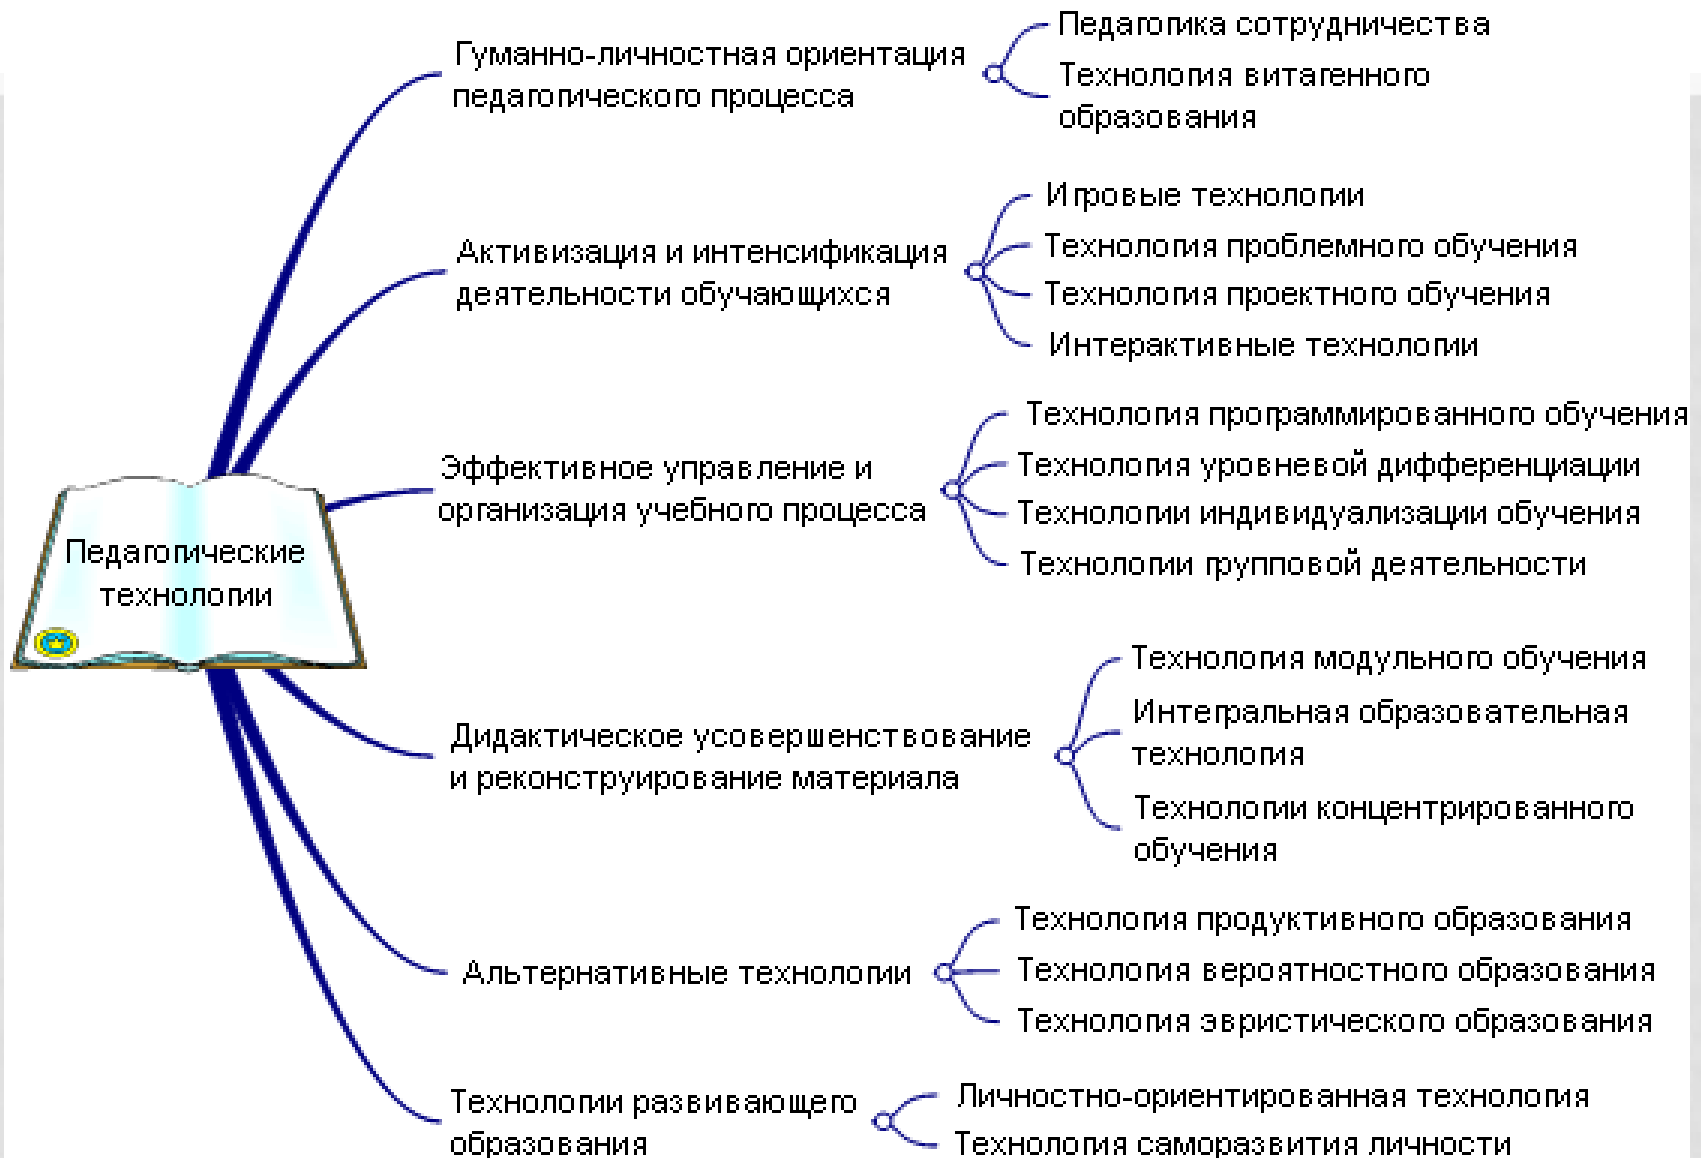 Педагогические
технологии
Гуманно-личностная ориентация
педагогического процесса
Педагогика сотрудничества
Технология витагенного
образования
Активизация и интенсификация
деятельности обучающихся
Игровые технологии
Технология проблемного обучения
Технология проектного обучения
Интерактивные технологии
Эффективное управление и
организация учебного процесса
Технология программированного обучения
Технология уровневой дифференциации
Технологии индивидуализации обучения
Технологии групповой деятельности
Дидактическое усовершенствование
и реконструирование материала
Технология модульного обучения
Интегральная образовательная
технология
Технологии концентрированного
обучения
Альтернативные технологии
Технология продуктивного образования
Технология вероятностного образования
Технология эвристического образования
Технологии развивающего
образования
Личностно-ориентированная технология
Технология саморазвития личности